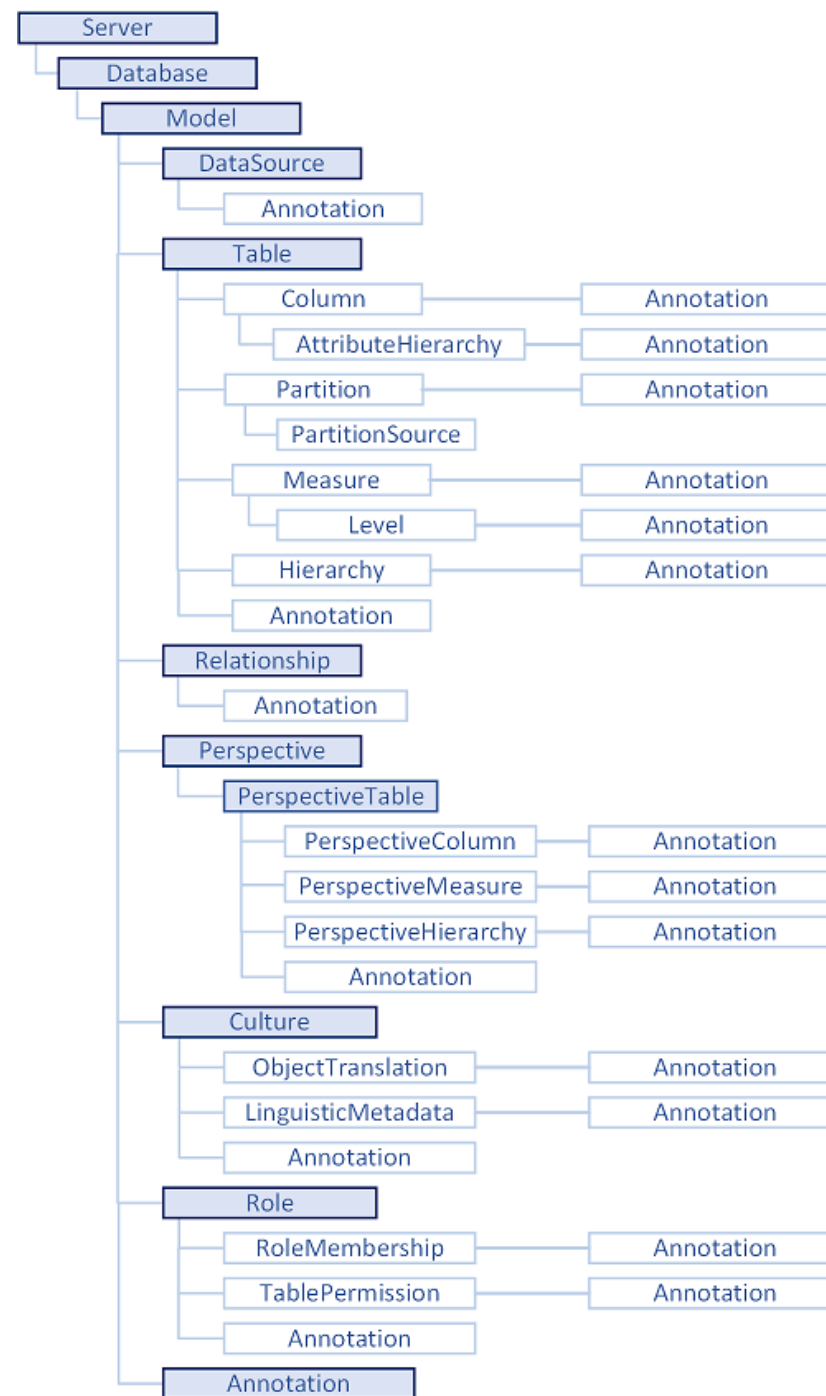 Server
Database
Model
DataSource
Annotation
Table
Column Annotation
AttributeHierarchy Annotation
Partition Annotation
PartitionSource
Measure Annotation
Level Annotation
Hierarchy Annotation
Annotation
Relationship
Annotation
Perspective
PerspectiveTable
PerspectiveColumn Annotation
PerspectiveMeasure Annotation
PerspectiveHierarchy Annotation
Annotation
Culture
ObjectTranslation Annotation
LinguisticMetadata Annotation
Annotation
Role
RoleMembership Annotation
TablePermission Annotation
Annotation
Annotation